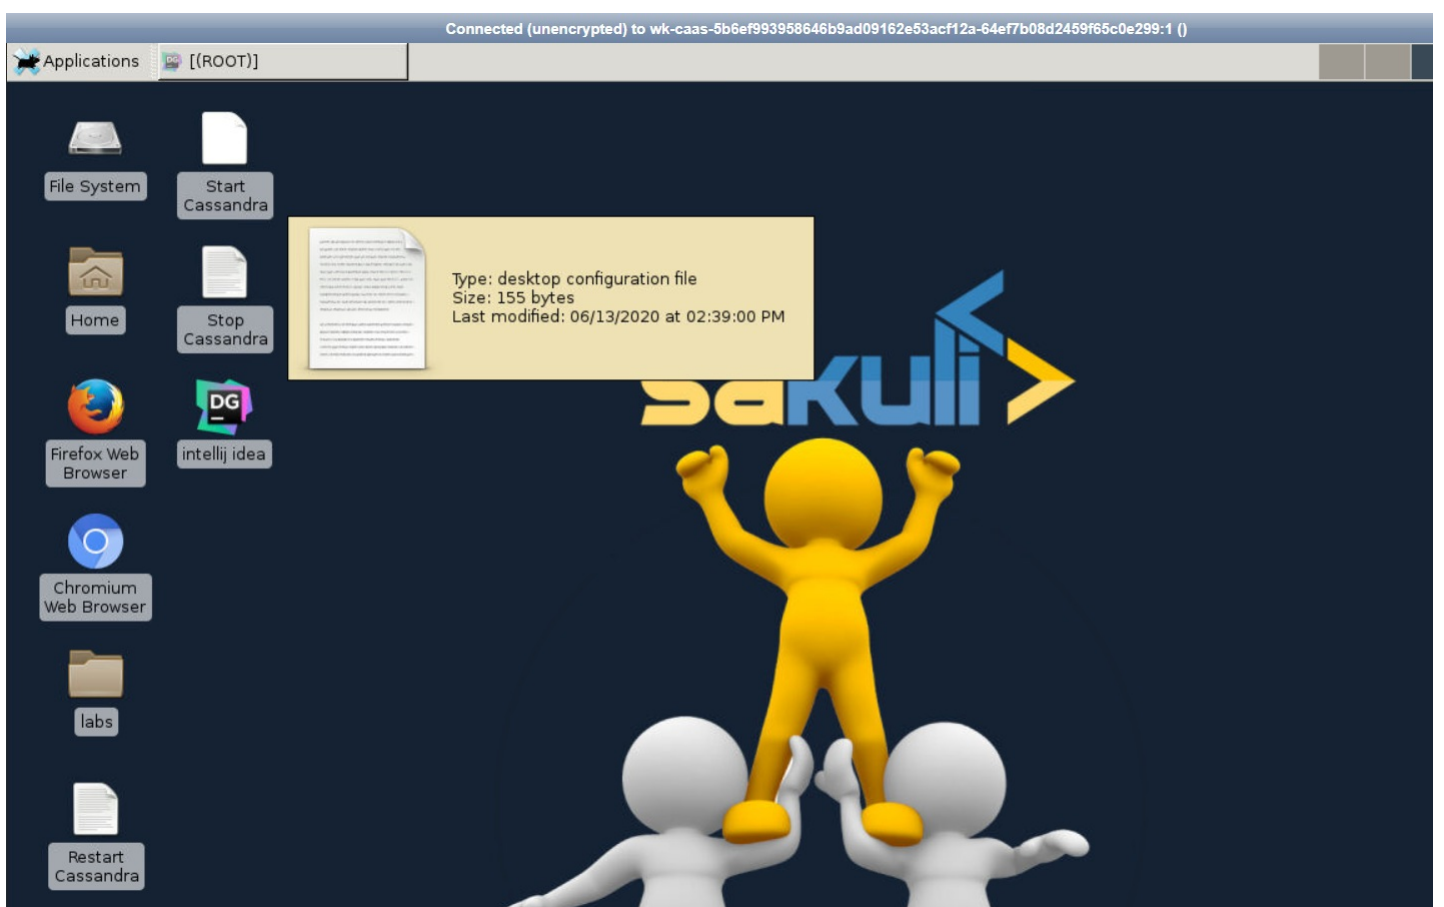 Connected (unencrypted) to wk-caas-5b6ef993958646b9ad09162e53acf12a-64ef7b08d2459f65c0e299:1 ()
Applications
DG
[(ROOT)]
File System
Start
Cassandra
Home
Stop
Cassandra
Type: desktop configuration file
Size: 155 bytes
Last modified: 06/13/2020 at 02:39:00 PM
sakuli
Firefox Web
Browser
DG
intellij idea
Chromium
Web Browser
labs
Restart
Cassandra